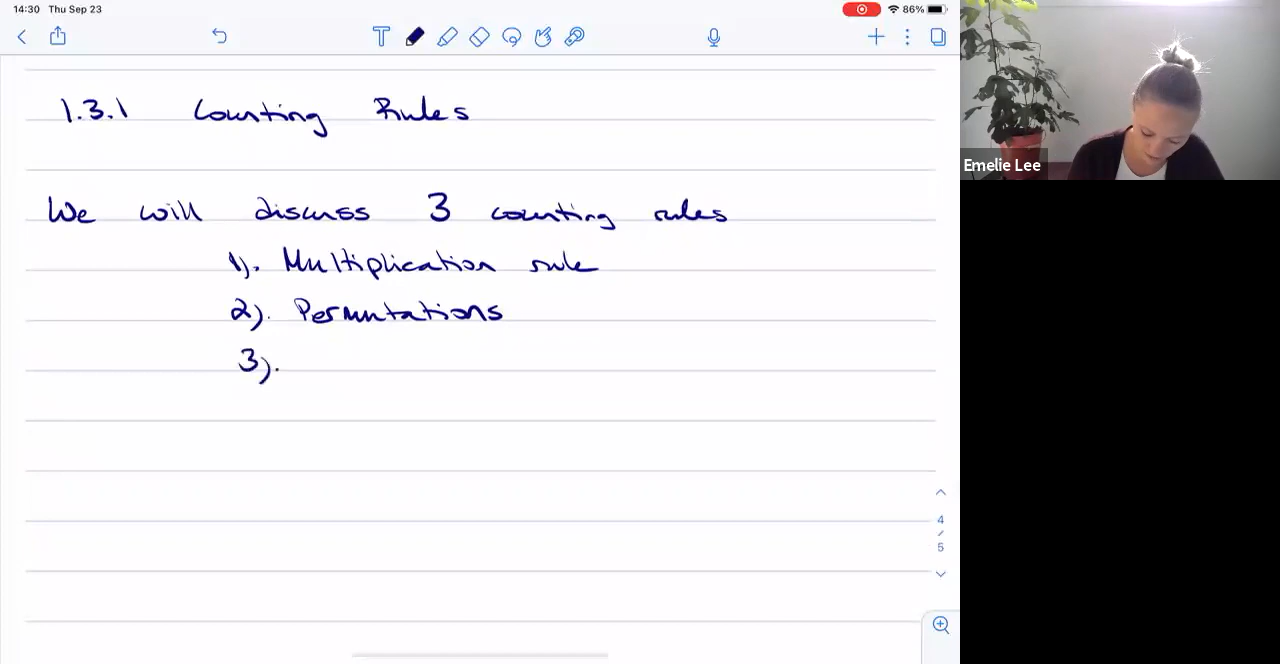 14:30 Thu Sep 23
86%
1.3.1 Counting Rules
We will discuss 3 counting rules
1). Multiplication rule
2). Permutations
3).
4
5
Emelie Lee